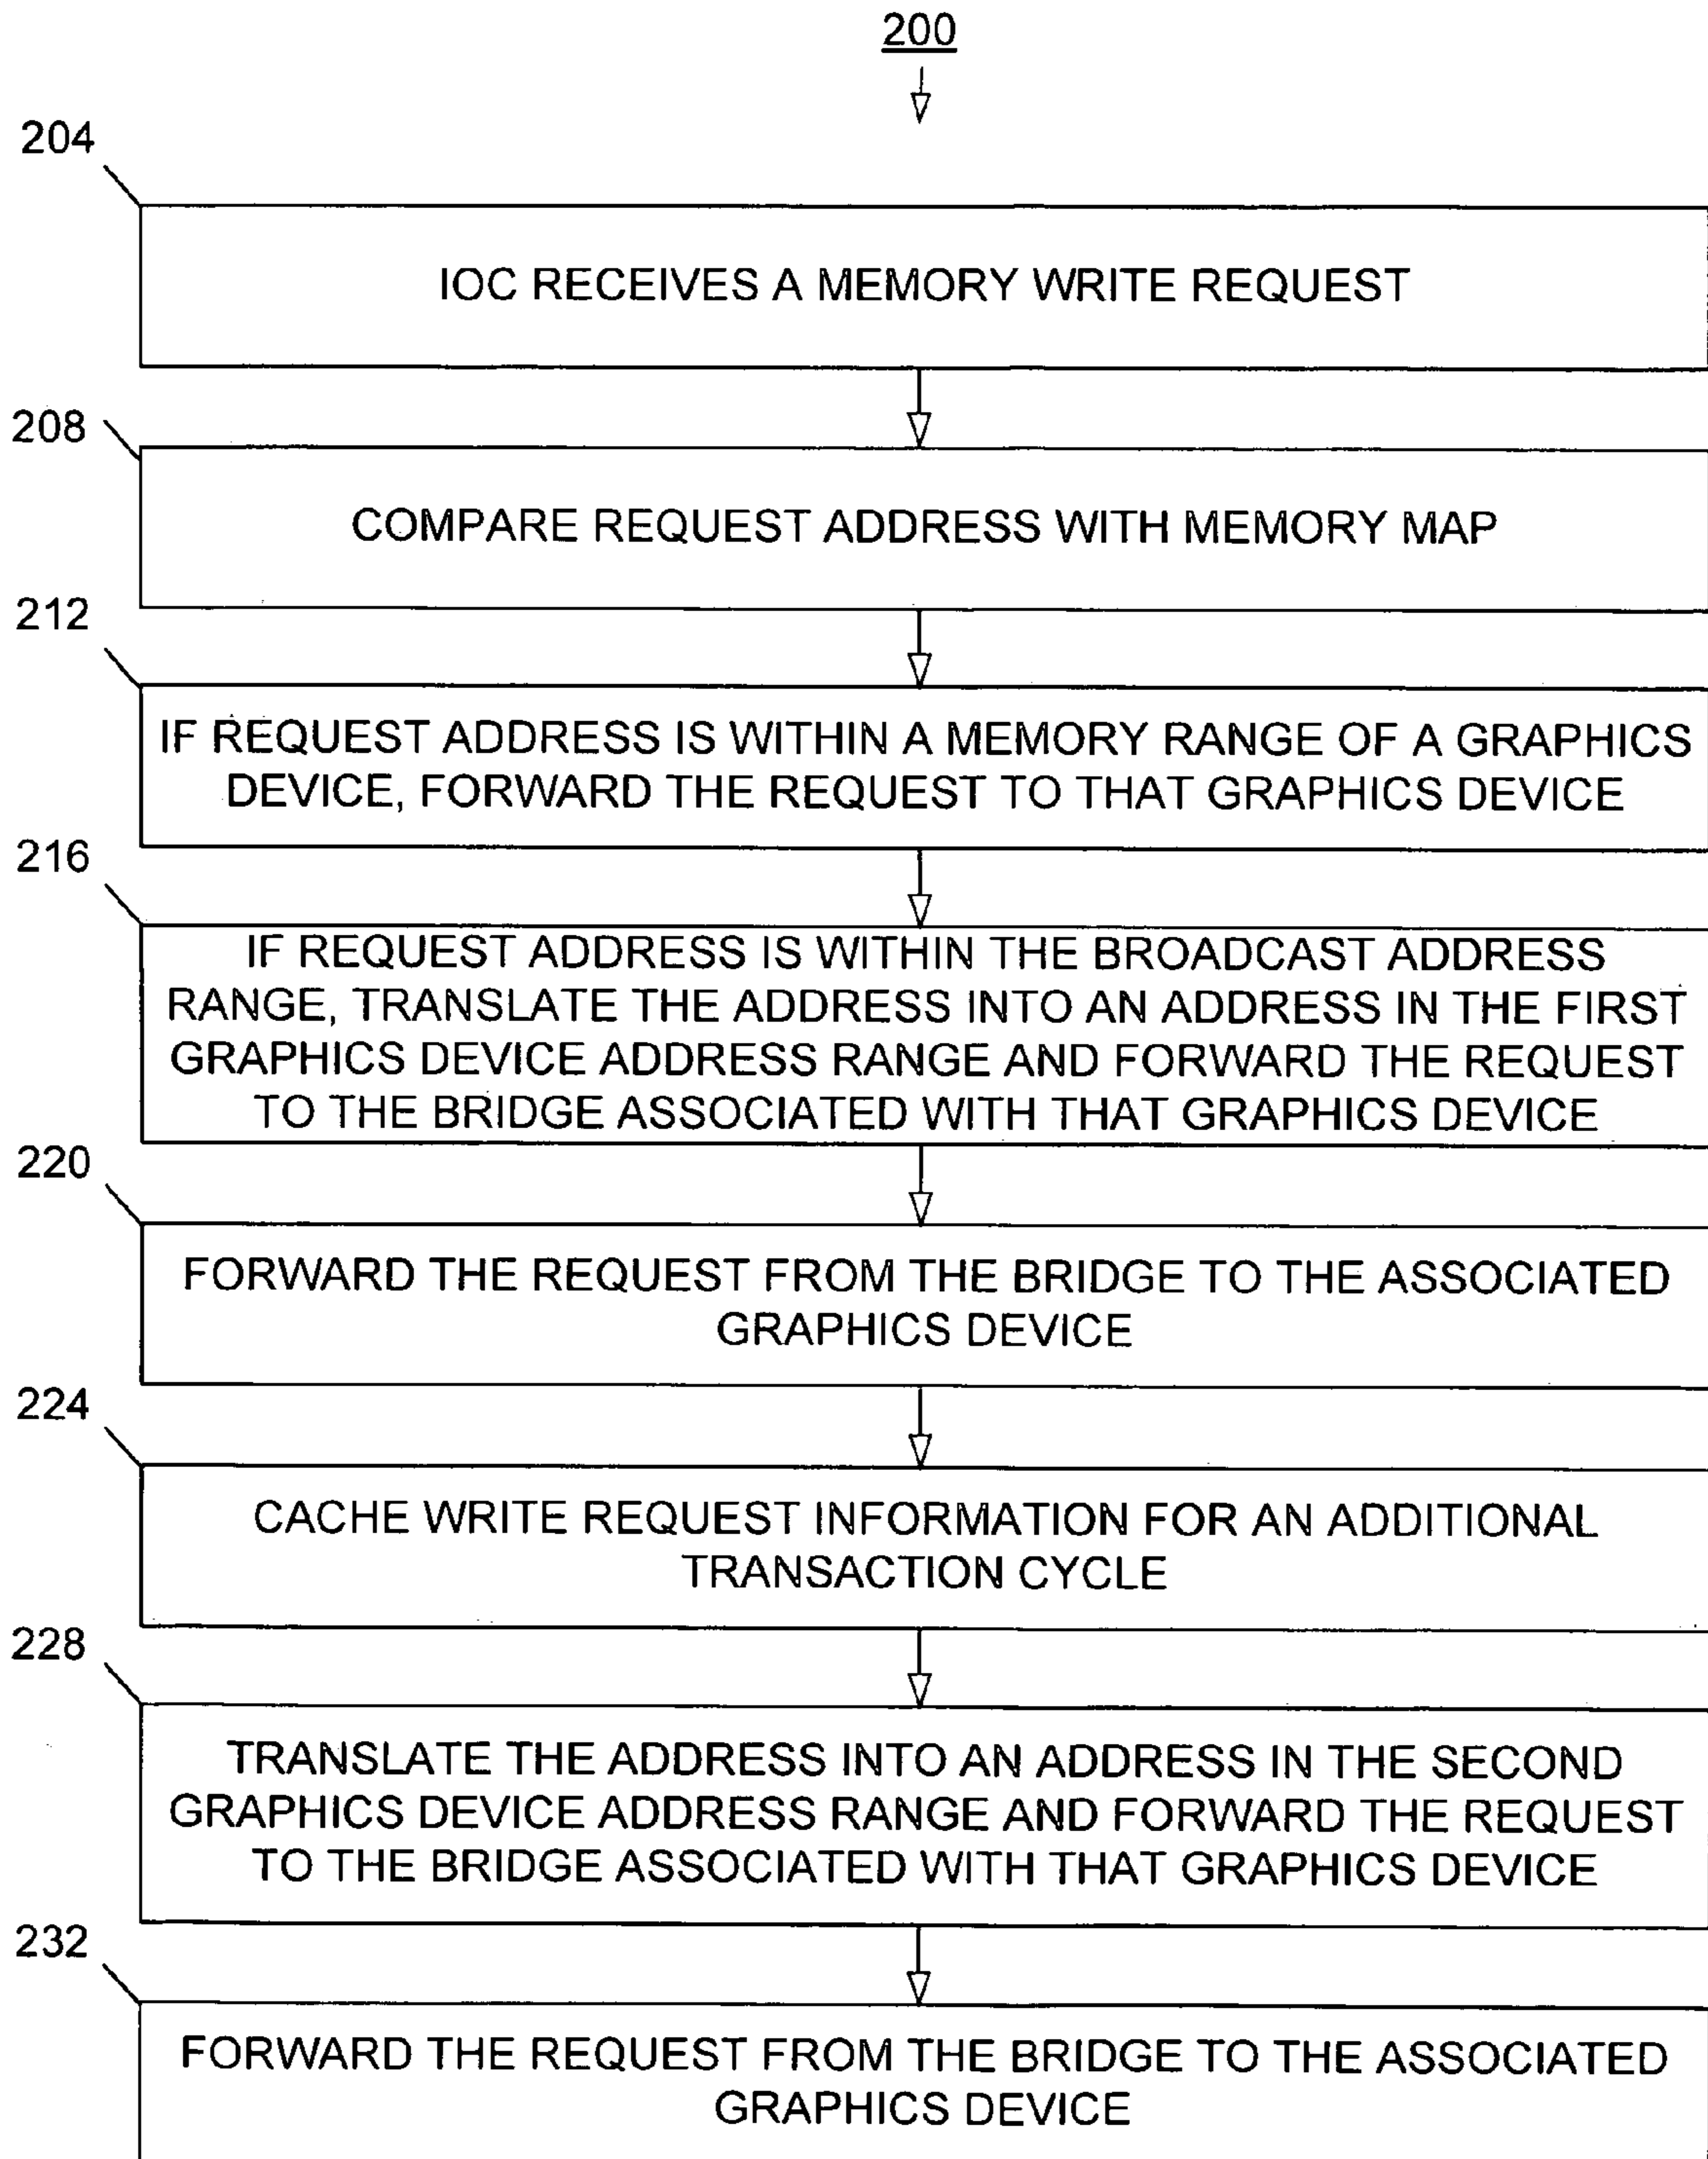 200
204
IOC RECEIVES A MEMORY WRITE REQUEST
208
COMPARE REQUEST ADDRESS WITH MEMORY MAP
212
IF REQUEST ADDRESS IS WITHIN A MEMORY RANGE OF A GRAPHICS
DEVICE, FORWARD THE REQUEST TO THAT GRAPHICS DEVICE
216
IF REQUEST ADDRESS IS WITHIN THE BROADCAST ADDRESS
RANGE, TRANSLATE THE ADDRESS INTO AN ADDRESS IN THE FIRST
GRAPHICS DEVICE ADDRESS RANGE AND FORWARD THE REQUEST
TO THE BRIDGE ASSOCIATED WITH THAT GRAPHICS DEVICE
220
FORWARD THE REQUEST FROM THE BRIDGE TO THE ASSOCIATED
GRAPHICS DEVICE
224
CACHE WRITE REQUEST INFORMATION FOR AN ADDITIONAL
TRANSACTION CYCLE
228
TRANSLATE THE ADDRESS INTO AN ADDRESS IN THE SECOND
GRAPHICS DEVICE ADDRESS RANGE AND FORWARD THE REQUEST
TO THE BRIDGE ASSOCIATED WITH THAT GRAPHICS DEVICE
232
FORWARD THE REQUEST FROM THE BRIDGE TO THE ASSOCIATED
GRAPHICS DEVICE